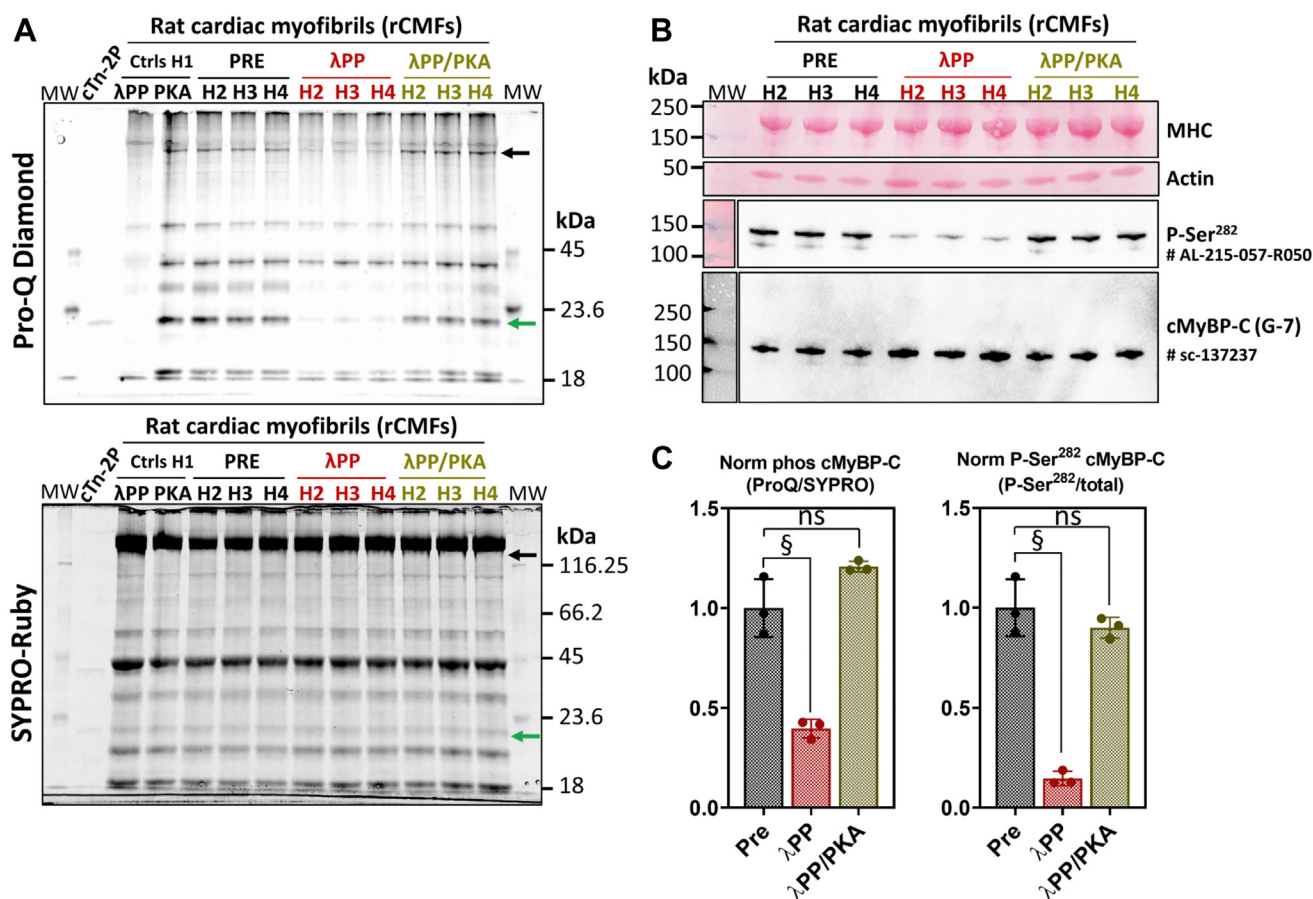 A
Rat cardiac myofibrils (rCMFs)
Ctrls H1 PRE λPP λPP/PKA
MW cTn-2P λPP PKA H2 H3 H4 H2 H3 H4 H2 H3 H4 MW
Pro-Q Diamond
kDa
45
23.6
18
Rat cardiac myofibrils (rCMFs)
Ctrls H1 PRE λPP λPP/PKA
MW cTn-2P λPP PKA H2 H3 H4 H2 H3 H4 H2 H3 H4 MW
SYPRO-Ruby
kDa
116.25
66.2
45
23.6
18
B
Rat cardiac myofibrils (rCMFs)
PRE λPP λPP/PKA
kDa MW H2 H3 H4 H2 H3 H4 H2 H3 H4
250
150
MHC
50
Actin
150
100
P-Ser²⁸²
# AL-215-057-R050
250
150
100
cMyBP-C (G-7)
# sc-137237
C
Norm phos cMyBP-C
(ProQ/SYPRO)
1.5
1.0
0.5
0.0
ns
§
Pre
λPP
λPP/PKA
Norm P-Ser²⁸² cMyBP-C
(P-Ser²⁸²/total)
1.5
1.0
0.5
0.0
ns
§
Pre
λPP
λPP/PKA